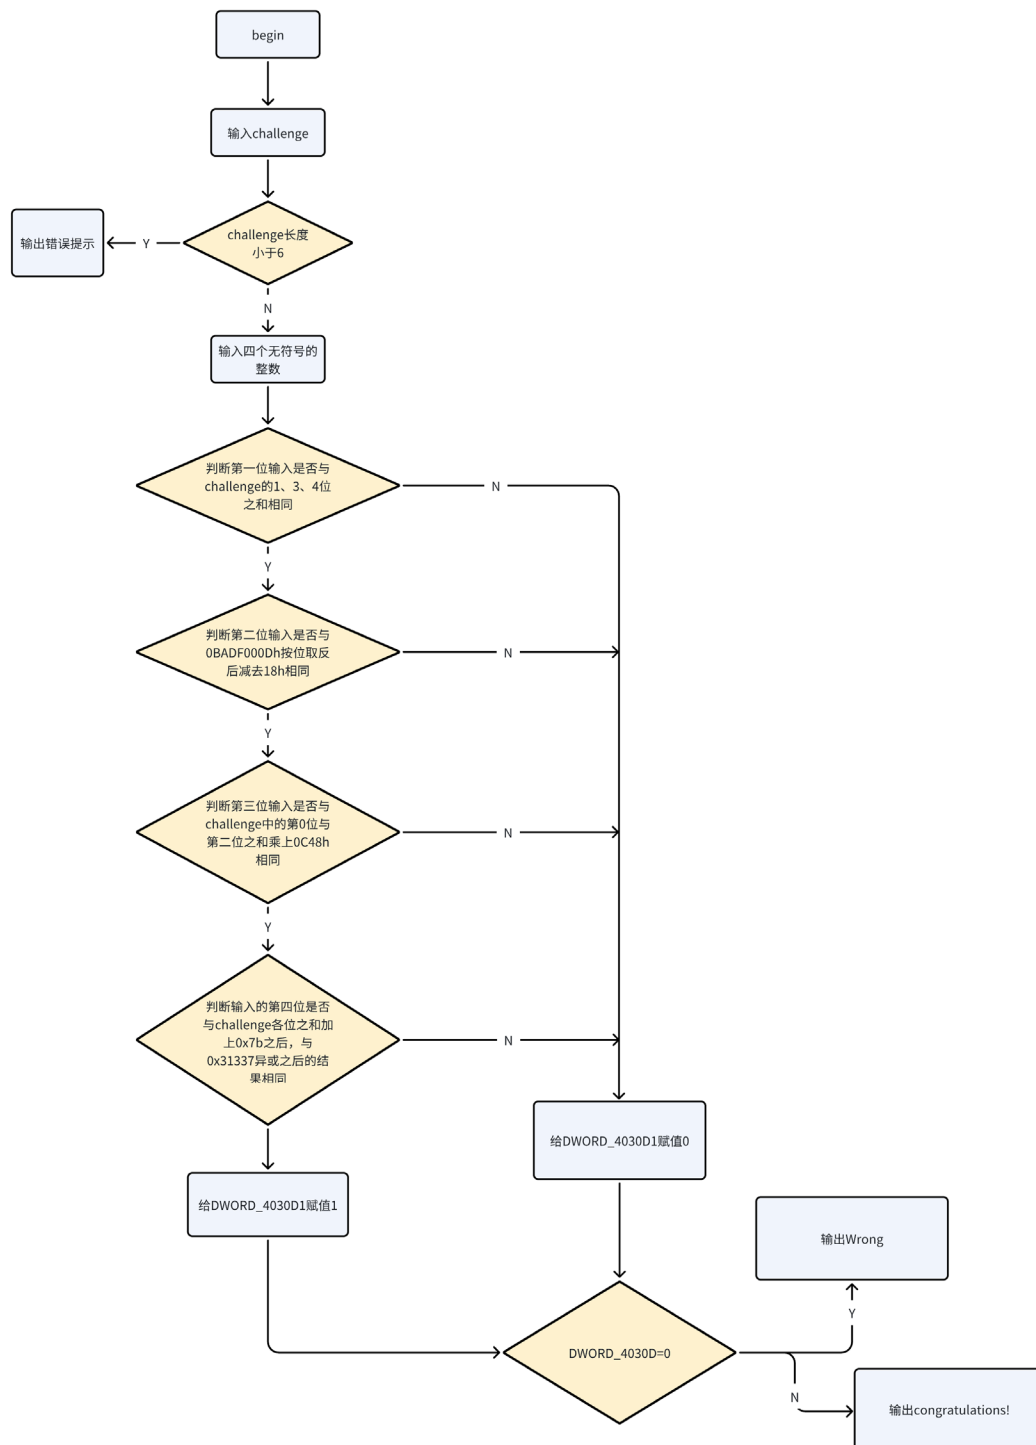 begin
输入challenge
challenge长度
小于6
Y
输出错误提示
N
输入四个无符号的
整数
判断第一位输入是否与
challenge的1、3、4位
之和相同
N
Y
判断第二位输入是否与
0BADF000Dh按位取反
后减去18h相同
N
Y
判断第三位输入是否与
challenge中的第0位与
第二位之和乘上0C48h
相同
N
Y
判断输入的第四位是否
与challenge各位之和加
上0x7b之后，与
0x31337异或之后的结
果相同
N
给DWORD_4030D1赋值0
给DWORD_4030D1赋值1
输出Wrong
Y
DWORD_4030D=0
N
输出congratulations!